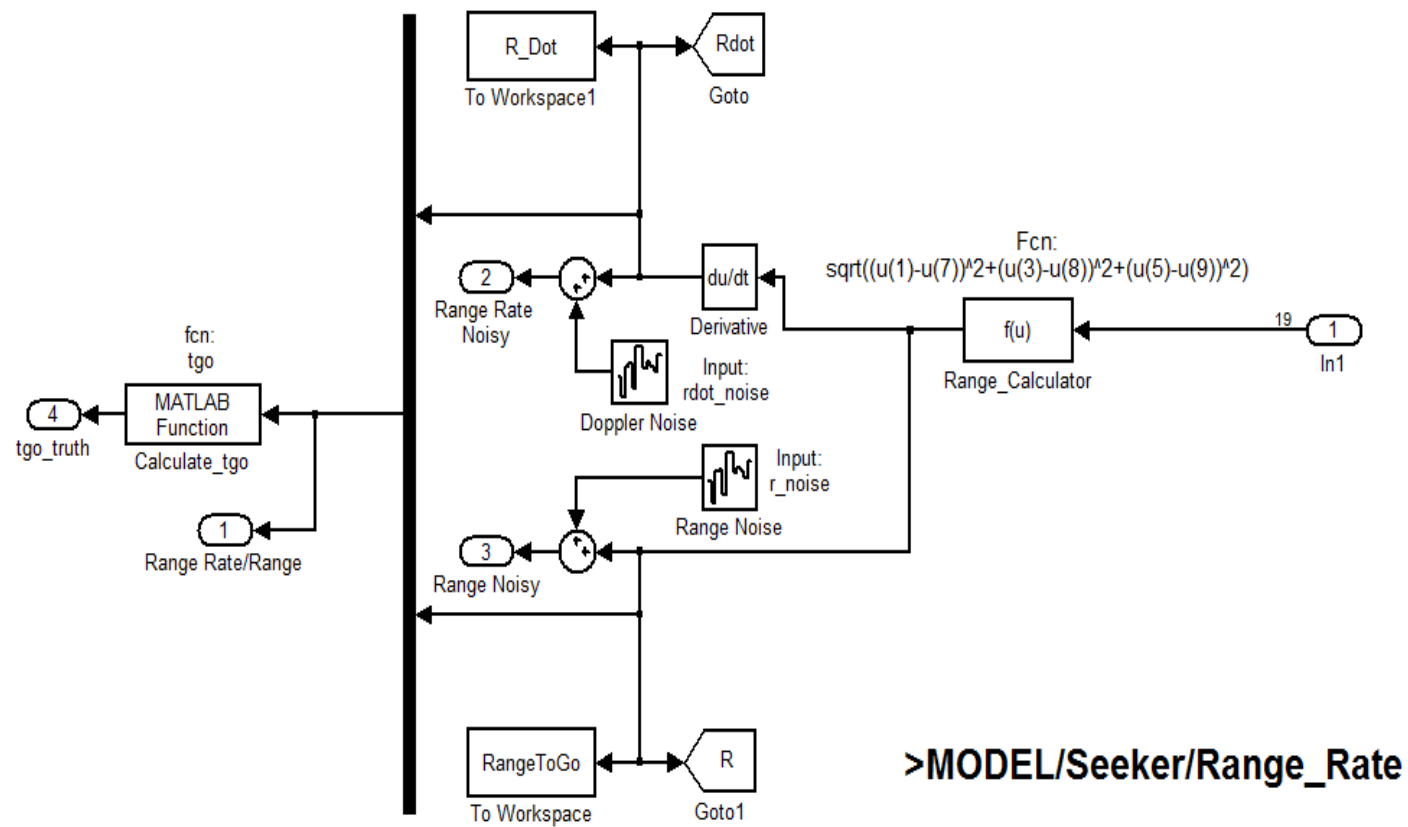 R_Dot
To Workspace1
Rdot
Goto
Fcn:
sqrt((u(1)-u(7))^2+(u(3)-u(8))^2+(u(5)-u(9))^2)
2
Range Rate
Noisy
du/dt
Derivative
f(u)
Range_Calculator
19
1
In1
Input:
rdot_noise
Doppler Noise
fcn:
tgo
MATLAB
Function
Calculate_tgo
4
tgo_truth
1
Range Rate/Range
Input:
r_noise
Range Noise
3
Range Noisy
RangeToGo
To Workspace
R
Goto1
>MODEL/Seeker/Range_Rate